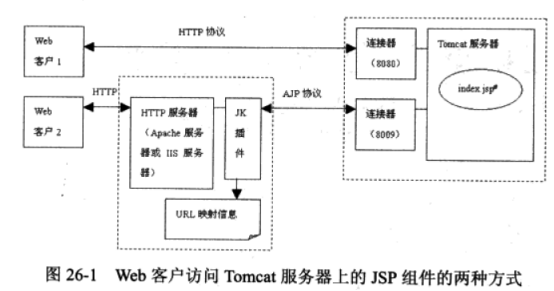 HTTP 协议
Web
客户 1
连接器
(8080)
Tomcat 服务器
index.jsp
HTTP
AJP 协议
Web
客户 2
HTTP 服务器
(Apache 服务
器或 IIS 服务
器)
JK
插
件
连接器
(8009)
URL 映射信息
图 26-1 Web 客户访问 Tomcat 服务器上的 JSP 组件的两种方式